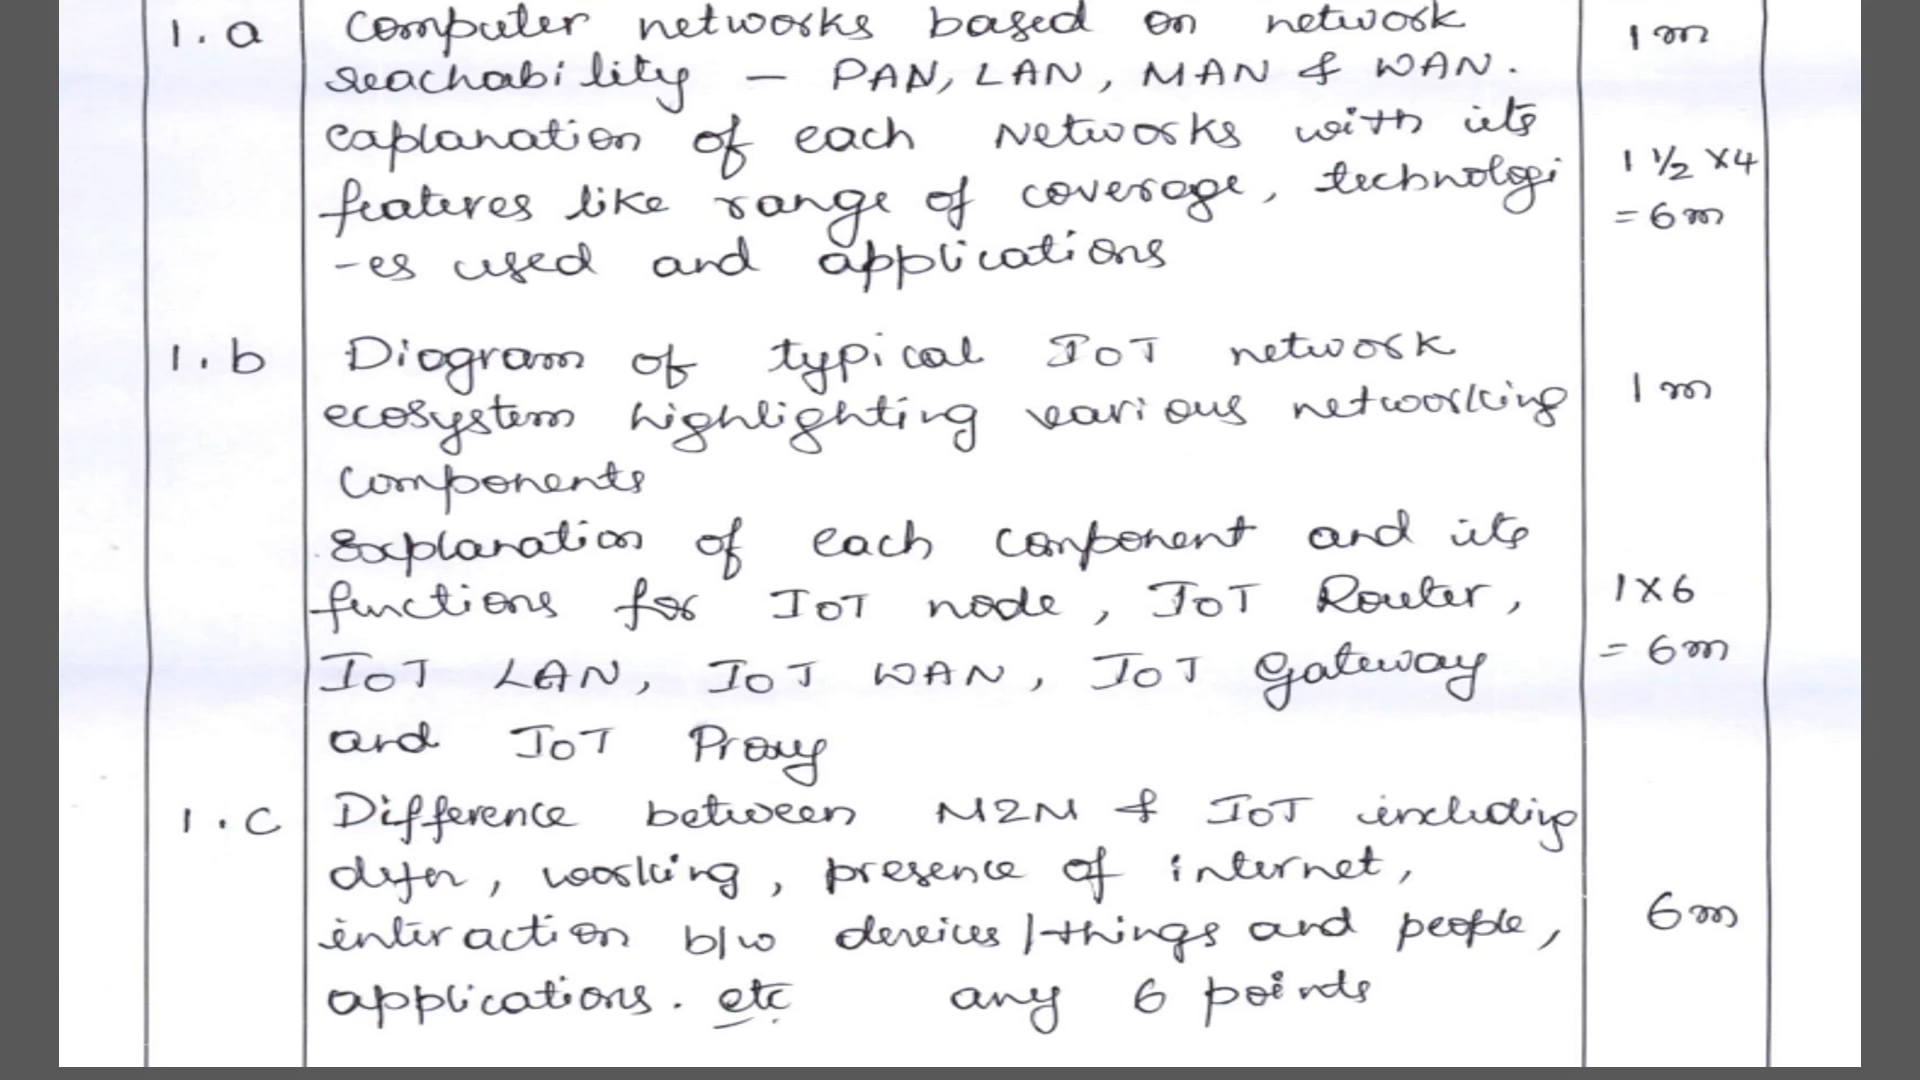 1.a Computer networks based on network 1m
reachability - PAN, LAN, MAN & WAN.
explanation of each Networks with its
features like range of coverage, technologi 1 1/2 x4
-es used and applications = 6m
1.b Diagram of typical IoT network
ecosystem highlighting various networking 1m
components
Explanation of each component and its
functions for IoT node, IoT Router, 1x6
IoT LAN, IoT WAN, IoT Gateway = 6m
and IoT Proxy
1.c Difference between M2M & IoT including
defn, working, presence of internet,
interaction b/w devices/things and people, 6m
applications. etc any 6 points